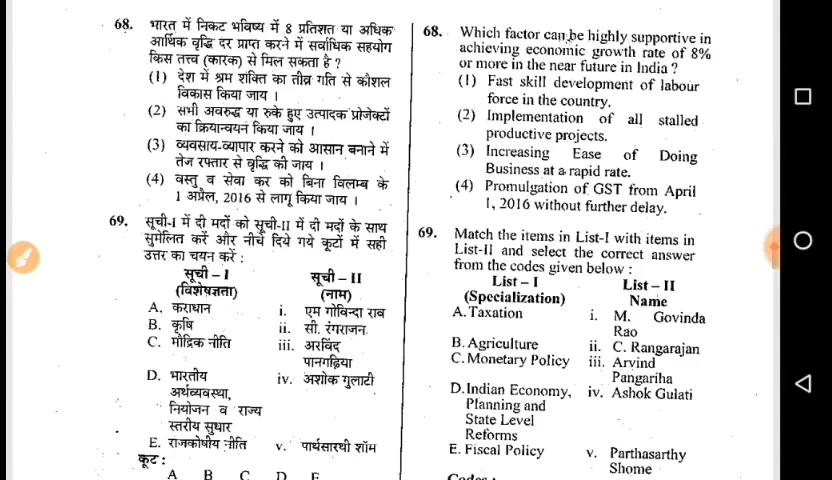 68. भारत में निकट भविष्य में 8 प्रतिशत या अधिक
आर्थिक वृद्धि दर प्राप्त करने में सर्वाधिक सहयोग
किस तत्त्व (कारक) से मिल सकता है ?
(1) देश में श्रम शक्ति का तीव्र गति से कौशल
विकास किया जाय ।
(2) सभी अवरुद्ध या रुके हुए उत्पादक प्रोजेक्टों
का क्रियान्वयन किया जाय ।
(3) व्यवसाय-व्यापार करने को आसान बनाने में
तेज रफ्तार से वृद्धि की जाय ।
(4) वस्तु व सेवा कर को बिना विलम्ब के
1 अप्रैल, 2016 से लागू किया जाय ।
69. सूची-I में दी मदों को सूची-II में दी मदों के साथ
सुमेलित करें और नीचे दिये गये कूटों में सही
उत्तर का चयन करें :
सूची – I सूची – II
(विशेषज्ञता) (नाम)
A. कराधान i. एम गोविन्दा राव
B. कृषि ii. सी. रंगराजन
C. मौद्रिक नीति iii. अरविंद
पानगढ़िया
D. भारतीय iv. अशोक गुलाटी
अर्थव्यवस्था,
नियोजन व राज्य
स्तरीय सुधार
E. राजकोषीय नीति v. पार्थसारथी शॉम
कूट :
A B C D E
68. Which factor can be highly supportive in
achieving economic growth rate of 8%
or more in the near future in India ?
(1) Fast skill development of labour
force in the country.
(2) Implementation of all stalled
productive projects.
(3) Increasing Ease of Doing
Business at a rapid rate.
(4) Promulgation of GST from April
1, 2016 without further delay.
69. Match the items in List-I with items in
List-II and select the correct answer
from the codes given below :
List – I List – II
(Specialization) Name
A. Taxation i. M. Govinda
Rao
B. Agriculture ii. C. Rangarajan
C. Monetary Policy iii. Arvind
Pangariha
D. Indian Economy, iv. Ashok Gulati
Planning and
State Level
Reforms
E. Fiscal Policy v. Parthasarthy
Shome
Codes :